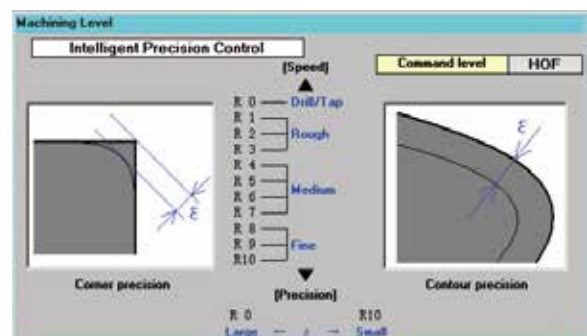 Machining Level
Intelligent Precision Control
[Speed]
Command level HOF
R 0 Drill/Tap
R 1
R 2 Rough
R 3
R 4
R 5
R 6 Medium
R 7
R 8
R 9 Fine
R10
ε
ε
Corner precision
Contour precision
[Precision]
R 0 R10
Large ← ε → Small